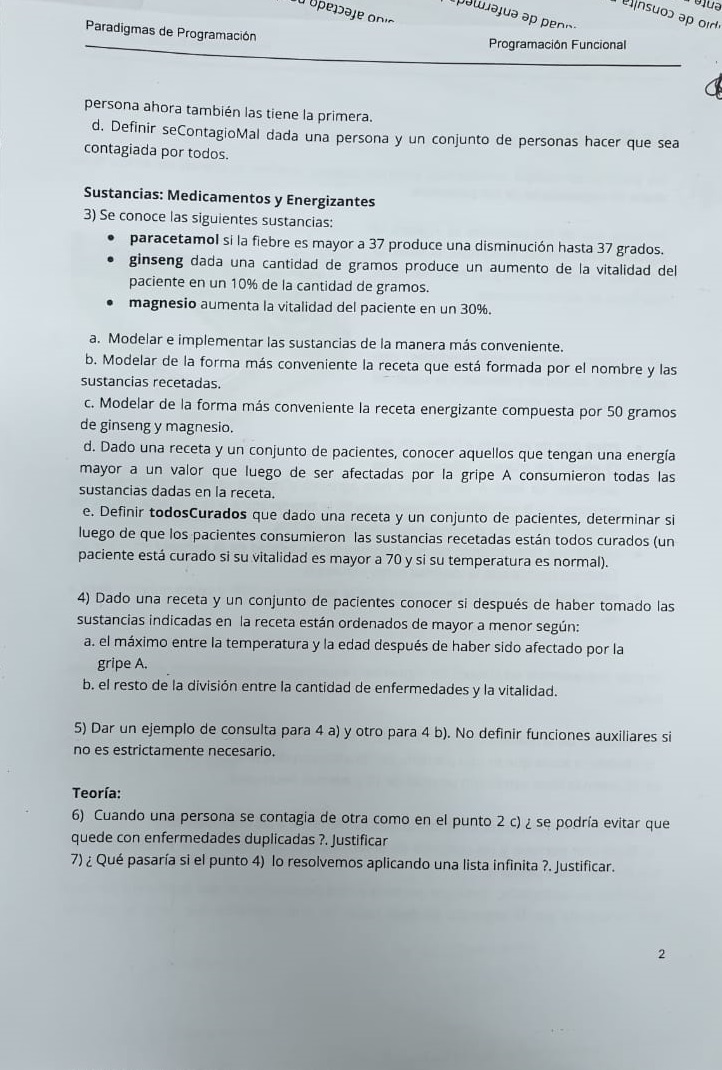 Paradigmas de Programación
Programación Funcional
persona ahora también las tiene la primera.
d. Definir seContagioMal dada una persona y un conjunto de personas hacer que sea
contagiada por todos.
Sustancias: Medicamentos y Energizantes
3) Se conoce las siguientes sustancias:
• paracetamol si la fiebre es mayor a 37 produce una disminución hasta 37 grados.
• ginseng dada una cantidad de gramos produce un aumento de la vitalidad del
paciente en un 10% de la cantidad de gramos.
• magnesio aumenta la vitalidad del paciente en un 30%.
a. Modelar e implementar las sustancias de la manera más conveniente.
b. Modelar de la forma más conveniente la receta que está formada por el nombre y las
sustancias recetadas.
c. Modelar de la forma más conveniente la receta energizante compuesta por 50 gramos
de ginseng y magnesio.
d. Dado una receta y un conjunto de pacientes, conocer aquellos que tengan una energía
mayor a un valor que luego de ser afectadas por la gripe A consumieron todas las
sustancias dadas en la receta.
e. Definir todosCurados que dado una receta y un conjunto de pacientes, determinar si
luego de que los pacientes consumieron las sustancias recetadas están todos curados (un
paciente está curado si su vitalidad es mayor a 70 y si su temperatura es normal).
4) Dado una receta y un conjunto de pacientes conocer si después de haber tomado las
sustancias indicadas en la receta están ordenados de mayor a menor según:
a. el máximo entre la temperatura y la edad después de haber sido afectado por la
gripe A.
b. el resto de la división entre la cantidad de enfermedades y la vitalidad.
5) Dar un ejemplo de consulta para 4 a) y otro para 4 b). No definir funciones auxiliares si
no es estrictamente necesario.
Teoría:
6) Cuando una persona se contagia de otra como en el punto 2 c) ¿ se podría evitar que
quede con enfermedades duplicadas ?. Justificar
7) ¿ Qué pasaría si el punto 4) lo resolvemos aplicando una lista infinita ?. Justificar.
2